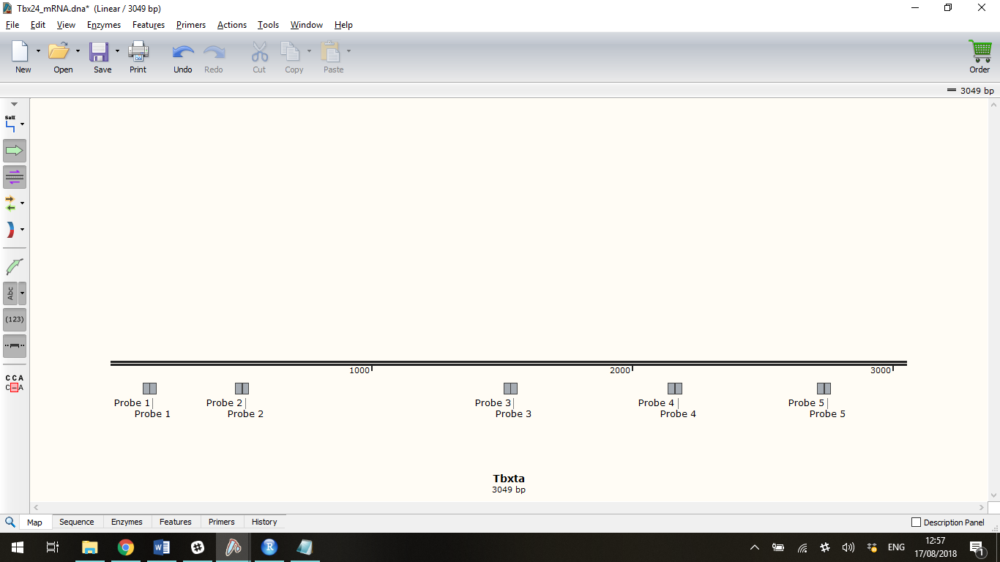 Tbx24_mRNA.dna* (Linear / 3049 bp)
File Edit View Enzymes Features Primers Actions Tools Window Help
New Open Save Print Undo Redo Cut Copy Paste Order
3049 bp
SalI
Abc
(123)
C C A
C – A
1000 2000 3000
Probe 1 Probe 2 Probe 3 Probe 4 Probe 5
Probe 1 Probe 2 Probe 3 Probe 4 Probe 5
Tbxta
3049 bp
Map Sequence Enzymes Features Primers History Description Panel
W R ENG 12:57
17/08/2018 1